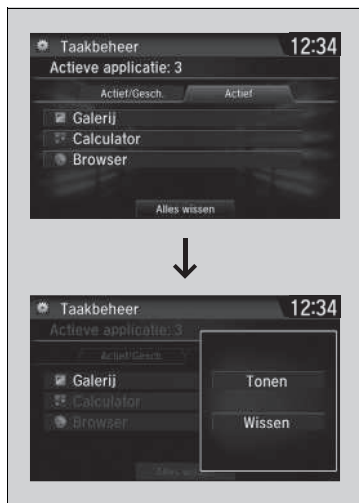 Taakbeheer 12:34
Actieve applicatie: 3
Actief/Gesch. Actief
Galerij
Calculator
Browser
Alles wissen
Taakbeheer 12:34
Actieve applicatie: 3
Actief/Gesch.
Galerij Tonen
Calculator
Browser Wissen
Alles